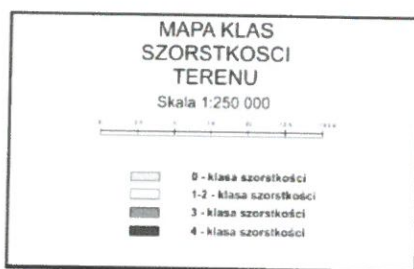 MAPA KLAS
SZORSTKOSCI
TERENU
Skala 1:250 000
0 - klasa szorstkości
1-2 - klasa szorstkości
3 - klasa szorstkości
4 - klasa szorstkości